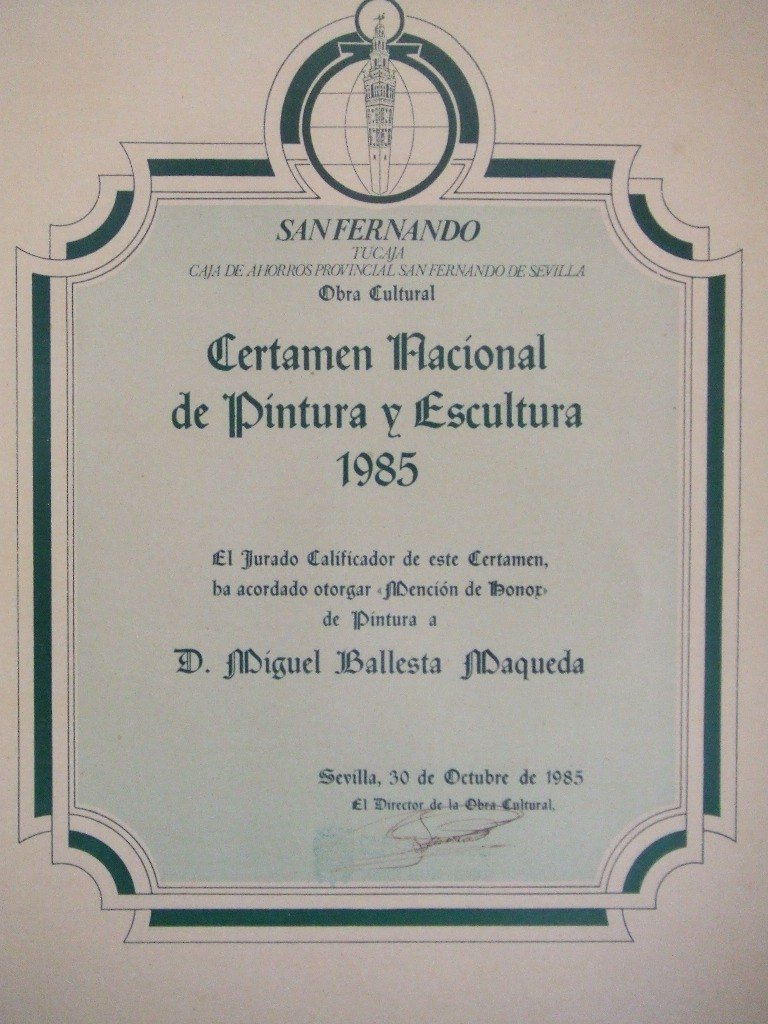 SAN FERNANDO
TU CAJA
CAJA DE AHORROS PROVINCIAL SAN FERNANDO DE SEVILLA
Obra Cultural
Certamen Nacional
de Pintura y Escultura
1985
El Jurado Calificador de este Certamen,
ha acordado otorgar «Mención de Honor»
de Pintura a
D. Miguel Ballesta Maqueda
Sevilla, 30 de Octubre de 1985
El Director de la Obra Cultural,